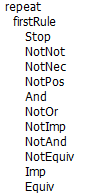 repeat
firstRule
Stop
NotNot
NotNec
NotPos
And
NotOr
NotImp
NotAnd
NotEquiv
Imp
Equiv